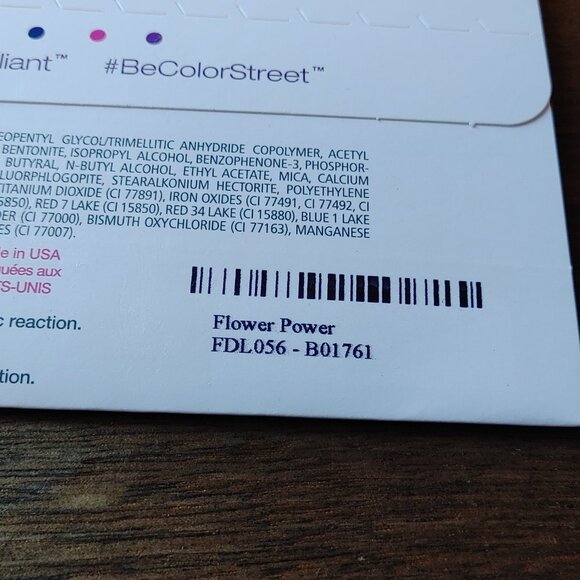 liant™ #BeColorStreet™
EOPENTYL GLYCOL/TRIMELLITIC ANHYDRIDE COPOLYMER, ACETYL
BENTONITE, ISOPROPYL ALCOHOL, BENZOPHENONE-3, PHOSPHOR-
BUTYRAL, N-BUTYL ALCOHOL, ETHYL ACETATE, MICA, CALCIUM
UORPHLOGOPITE, STEARALKONIUM HECTORITE, POLYETHYLENE
TITANIUM DIOXIDE (CI 77891), IRON OXIDES (CI 77491, CI 77492, CI
5850), RED 7 LAKE (CI 15850), RED 34 LAKE (CI 15880), BLUE 1 LAKE
DER (CI 77000), BISMUTH OXYCHLORIDE (CI 77163), MANGANESE
ES (CI 77007).
e in USA
quées aux
TS-UNIS
c reaction.
tion.
Flower Power
FDL056 - B01761